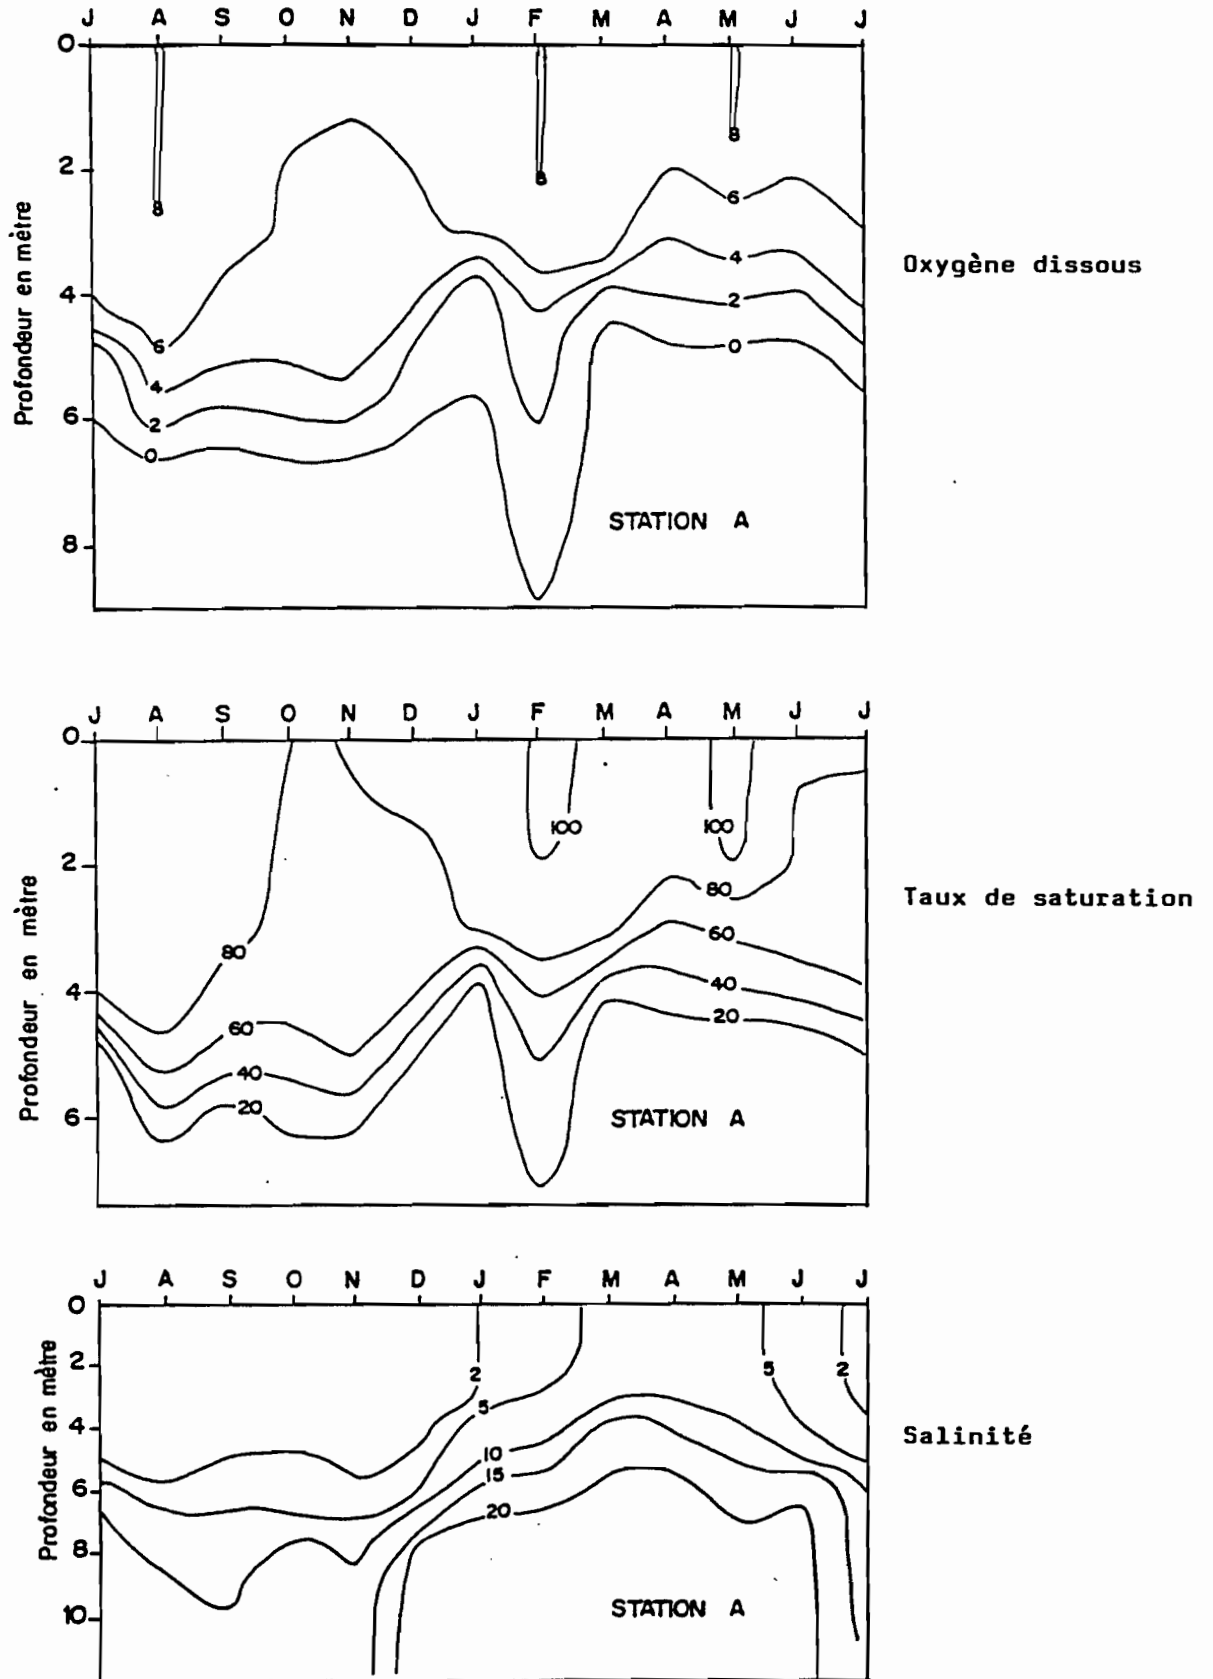 J A S O N D J F M A M J J
0
2
4
6
8
Profondeur en mètre
8 8 8
6 6
4 4
2 2
0 0
STATION A
Oxygène dissous
J A S O N D J F M A M J J
0
2
4
6
Profondeur en mètre
100 100
80 80
60 60
40 40
20 20
STATION A
Taux de saturation
J A S O N D J F M A M J J
0
2
4
6
8
10
Profondeur en mètre
2 5 2
5
10
15
20
STATION A
Salinité